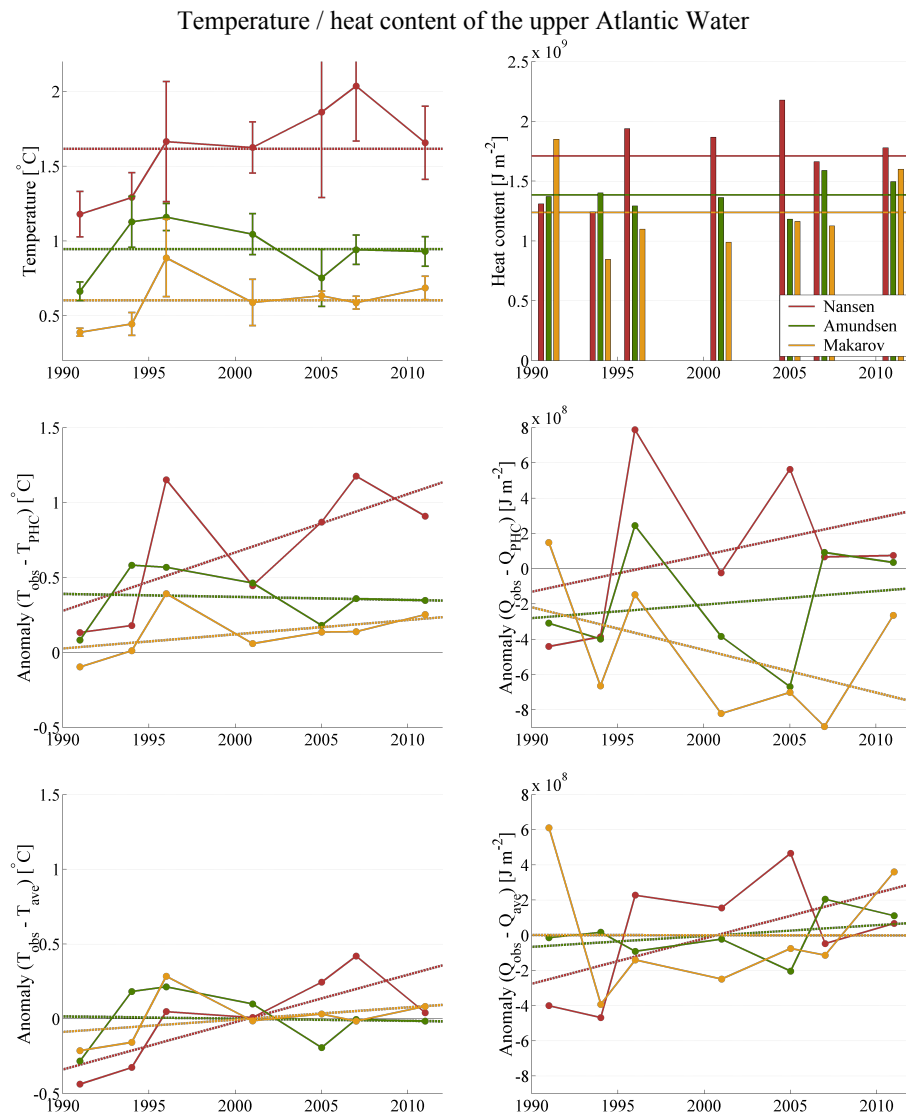 Temperature / heat content of the upper Atlantic Water
Temperature [°C]
2
1.5
1
0.5
1990 1995 2000 2005 2010
x 10^9
Heat content [J m^-2]
2.5
2
1.5
1
0.5
0
Nansen
Amundsen
Makarov
1990 1995 2000 2005 2010
Anomaly (T_obs - T_PHC) [°C]
1.5
1
0.5
0
-0.5
1990 1995 2000 2005 2010
x 10^8
Anomaly (Q_obs - Q_PHC) [J m^-2]
8
6
4
2
0
-2
-4
-6
-8
1990 1995 2000 2005 2010
Anomaly (T_obs - T_ave) [°C]
1.5
1
0.5
0
-0.5
1990 1995 2000 2005 2010
x 10^8
Anomaly (Q_obs - Q_ave) [J m^-2]
8
6
4
2
0
-2
-4
-6
-8
1990 1995 2000 2005 2010